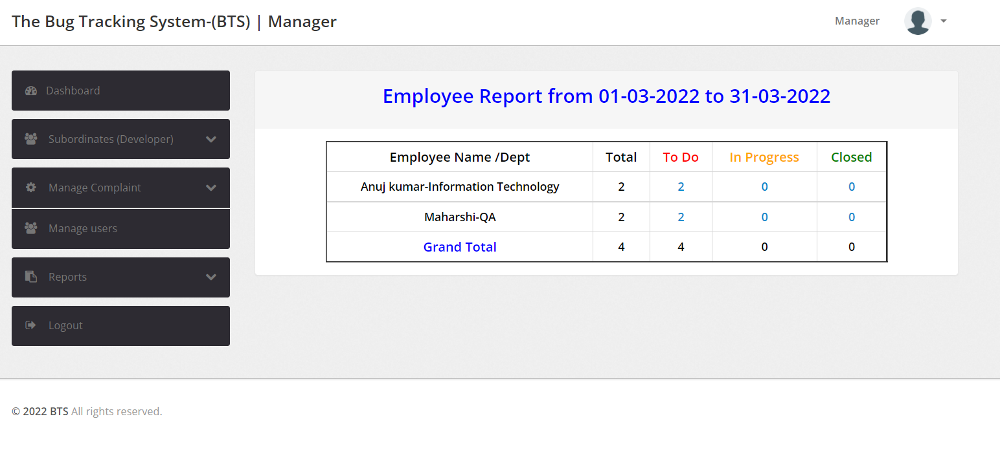 The Bug Tracking System-(BTS) | Manager
Manager
Dashboard
Subordinates (Developer)
Manage Complaint
Manage users
Reports
Logout
Employee Report from 01-03-2022 to 31-03-2022
Employee Name /Dept Total To Do In Progress Closed
Anuj kumar-Information Technology 2 2 0 0
Maharshi-QA 2 2 0 0
Grand Total 4 4 0 0
© 2022 BTS All rights reserved.